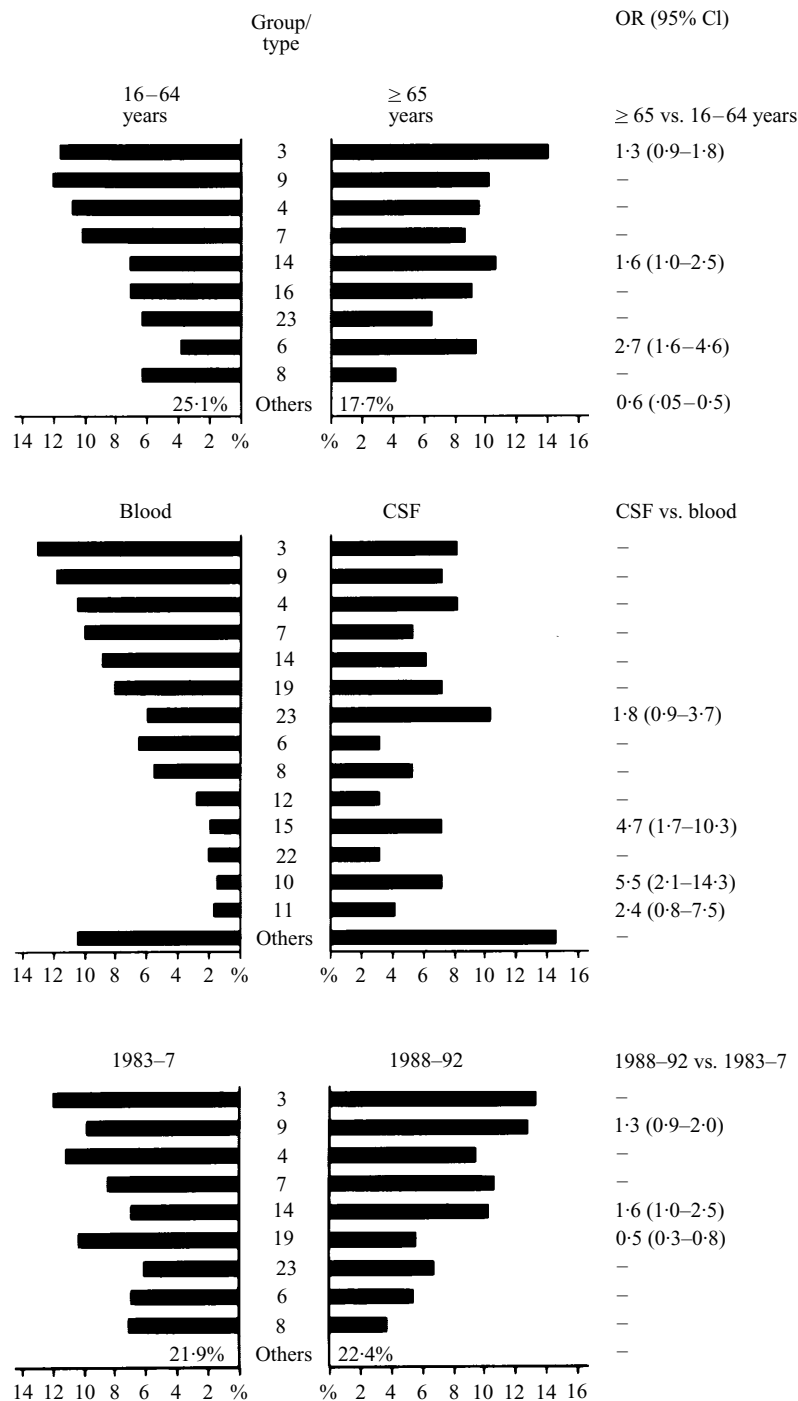 Group/
type
OR (95% Cl)
16–64
years
≥ 65
years
≥ 65 vs. 16–64 years
3 1·3 (0·9–1·8)
9 –
4 –
7 –
14 1·6 (1·0–2·5)
16 –
23 –
6 2·7 (1·6–4·6)
8 –
25·1% Others 17·7% 0·6 (·05–0·5)
14 12 10 8 6 4 2 % % 2 4 6 8 10 12 14 16
Blood CSF CSF vs. blood
3 –
9 –
4 –
7 –
14 –
19 –
23 1·8 (0·9–3·7)
6 –
8 –
12 –
15 4·7 (1·7–10·3)
22 –
10 5·5 (2·1–14·3)
11 2·4 (0·8–7·5)
Others –
14 12 10 8 6 4 2 % % 2 4 6 8 10 12 14 16
1983–7 1988–92 1988–92 vs. 1983–7
3 –
9 1·3 (0·9–2·0)
4 –
7 –
14 1·6 (1·0–2·5)
19 0·5 (0·3–0·8)
23 –
6 –
8 –
21·9% Others 22·4% –
14 12 10 8 6 4 2 % % 2 4 6 8 10 12 14 16